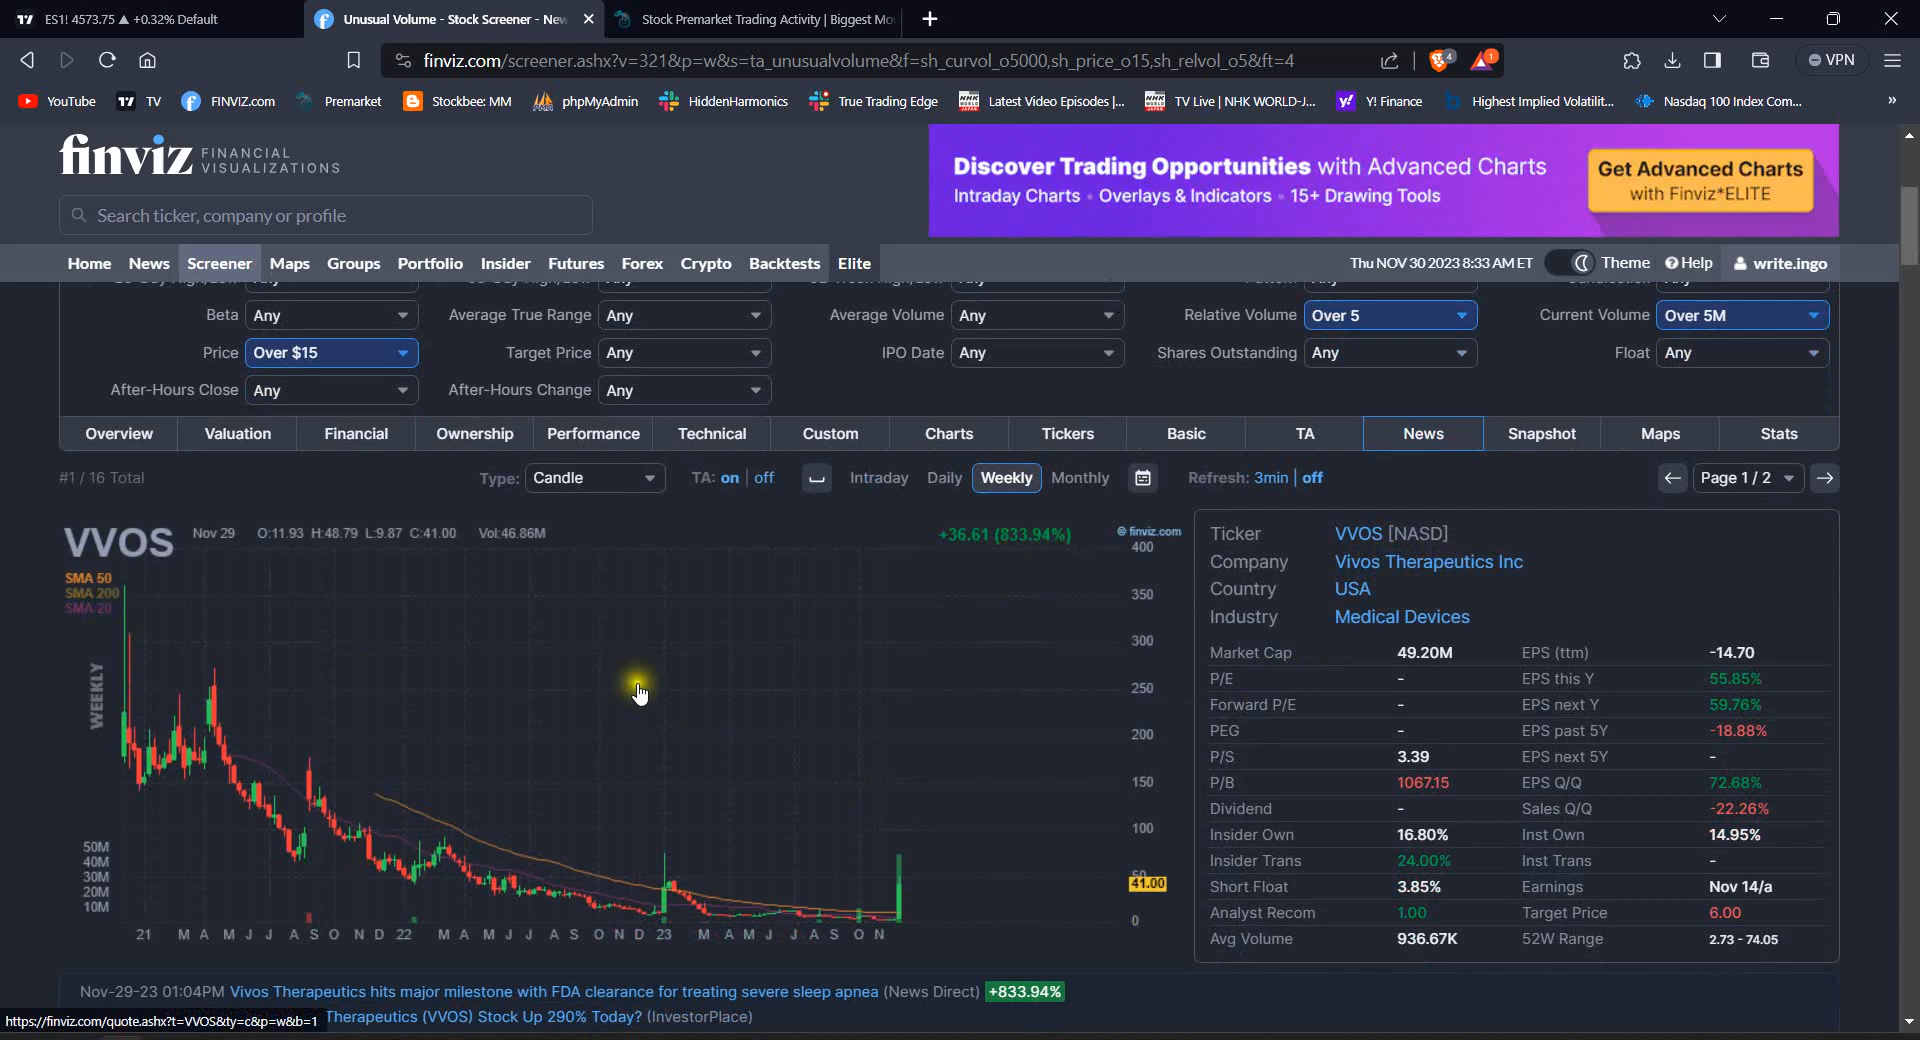 ES1! 4573.75 ▲ +0.32% Default
Unusual Volume - Stock Screener - New
Stock Premarket Trading Activity | Biggest Mo
finviz.com/screener.ashx?v=321&p=w&s=ta_unusualvolume&f=sh_curvol_o5000,sh_price_o15,sh_relvol_o5&ft=4
4
1
VPN
YouTube
TV
FINVIZ.com
Premarket
Stockbee: MM
phpMyAdmin
HiddenHarmonics
True Trading Edge
Latest Video Episodes |...
TV Live | NHK WORLD-J...
Y! Finance
Highest Implied Volatilit...
Nasdaq 100 Index Com...
»
finviz FINANCIAL VISUALIZATIONS
Discover Trading Opportunities with Advanced Charts
Intraday Charts · Overlays & Indicators · 15+ Drawing Tools
Get Advanced Charts
with Finviz*ELITE
Search ticker, company or profile
Home News Screener Maps Groups Portfolio Insider Futures Forex Crypto Backtests Elite
Thu NOV 30 2023 8:33 AM ET Theme Help write.ingo
Beta Any Average True Range Any Average Volume Any Relative Volume Over 5 Current Volume Over 5M
Price Over $15 Target Price Any IPO Date Any Shares Outstanding Any Float Any
After-Hours Close Any After-Hours Change Any
Overview Valuation Financial Ownership Performance Technical Custom Charts Tickers Basic TA News Snapshot Maps Stats
#1 / 16 Total Type: Candle TA: on | off Intraday Daily Weekly Monthly Refresh: 3min | off Page 1 / 2
VVOS Nov 29 O:11.93 H:48.79 L:9.87 C:41.00 Vol:46.86M +36.61 (833.94%) © finviz.com
SMA 50
SMA 200
SMA 20
WEEKLY
400
350
300
250
200
150
100
50
41.00
0
50M
40M
30M
20M
10M
21 M A M J J A S O N D 22 M A M J J A S O N D 23 M A M J J A S O N
Ticker VVOS [NASD]
Company Vivos Therapeutics Inc
Country USA
Industry Medical Devices
Market Cap 49.20M EPS (ttm) -14.70
P/E - EPS this Y 55.85%
Forward P/E - EPS next Y 59.76%
PEG - EPS past 5Y -18.88%
P/S 3.39 EPS next 5Y -
P/B 1067.15 EPS Q/Q 72.68%
Dividend - Sales Q/Q -22.26%
Insider Own 16.80% Inst Own 14.95%
Insider Trans 24.00% Inst Trans -
Short Float 3.85% Earnings Nov 14/a
Analyst Recom 1.00 Target Price 6.00
Avg Volume 936.67K 52W Range 2.73 - 74.05
Nov-29-23 01:04PM Vivos Therapeutics hits major milestone with FDA clearance for treating severe sleep apnea (News Direct) +833.94%
https://finviz.com/quote.ashx?t=VVOS&ty=c&p=w&b=1 Therapeutics (VVOS) Stock Up 290% Today? (InvestorPlace)